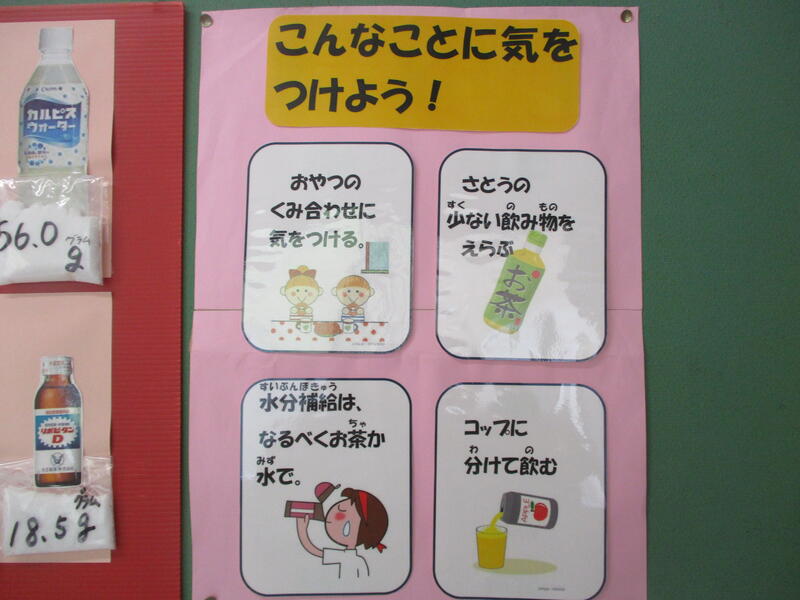 カルピス
ウォーター
56.0グラム
g
リポビタン
D
18.5グラム
g
こんなことに気を
つけよう！
おやつの
くみ合わせに
気をつける。
さとうの
すく の もの
少ない飲み物を
えらぶ
お茶
すいぶんほきゅう
水分補給は、
ちゃ
なるべくお茶か
みず
水で。
コップに
わ の
分けて飲む